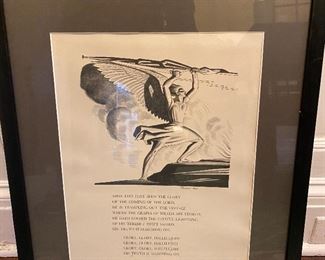 MINE EYES HAVE SEEN THE GLORY
OF THE COMING OF THE LORD.
HE IS TRAMPLING OUT THE VINTAGE
WHERE THE GRAPES OF WRATH ARE STORED.
HE HATH LOOSED THE FATEFUL LIGHTNING
OF HIS TERRIBLE SWIFT SWORD.
HIS TRUTH IS MARCHING ON.
GLORY, GLORY, HALLELUJAH!
GLORY, GLORY, HALLELUJAH!
GLORY, GLORY, HALLELUJAH!
HIS TRUTH IS MARCHING ON.